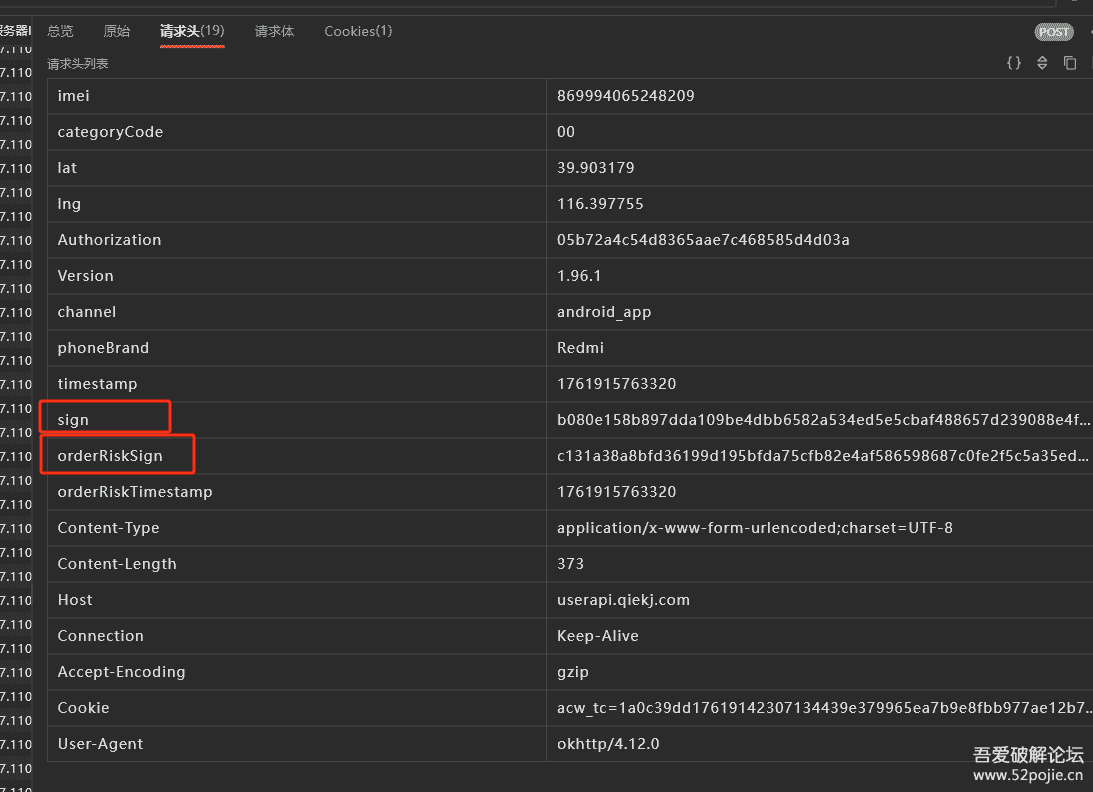 总览 原始 请求头(19) 请求体 Cookies(1) POST
请求头列表 {}
imei 869994065248209
categoryCode 00
lat 39.903179
lng 116.397755
Authorization 05b72a4c54d8365aae7c468585d4d03a
Version 1.96.1
channel android_app
phoneBrand Redmi
timestamp 1761915763320
sign b080e158b897dda109be4dbb6582a534ed5e5cbaf488657d239088e4f...
orderRiskSign c131a38a8bfd36199d195bfda75cfb82e4af586598687c0fe2f5c5a35ed...
orderRiskTimestamp 1761915763320
Content-Type application/x-www-form-urlencoded;charset=UTF-8
Content-Length 373
Host userapi.qiekj.com
Connection Keep-Alive
Accept-Encoding gzip
Cookie acw_tc=1a0c39dd17619142307134439e379965ea7b9e8fbb977ae12b7...
User-Agent okhttp/4.12.0
吾爱破解论坛
www.52pojie.cn